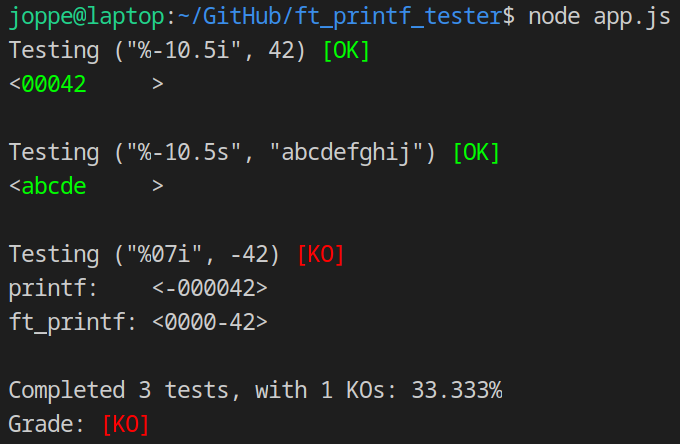 joppe@laptop:~/GitHub/ft_printf_tester$ node app.js
Testing ("%-10.5i", 42) [OK]
<00042     >
Testing ("%-10.5s", "abcdefghij") [OK]
<abcde     >
Testing ("%07i", -42) [KO]
printf:    <-000042>
ft_printf: <0000-42>
Completed 3 tests, with 1 KOs: 33.333%
Grade: [KO]